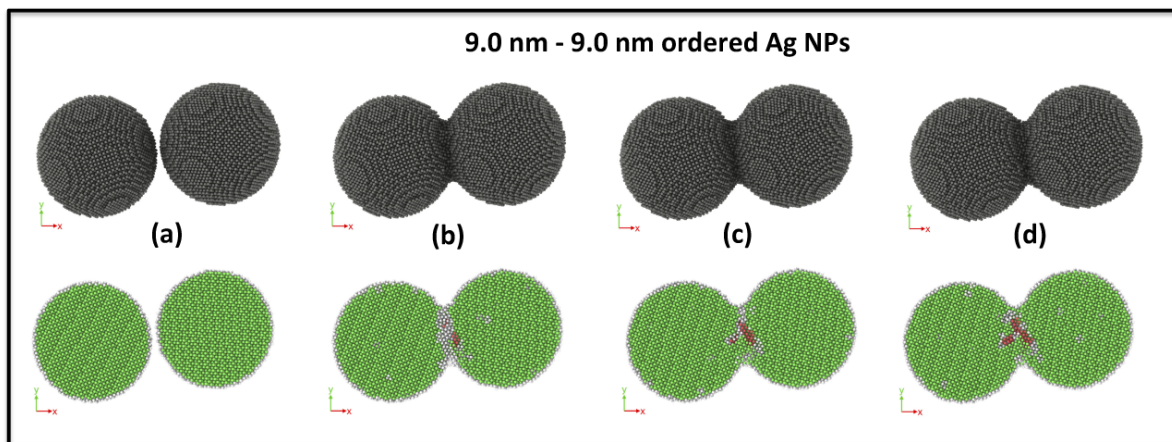 9.0 nm - 9.0 nm ordered Ag NPs
y x y x y x y x
(a) (b) (c) (d)
y x y x y x y x